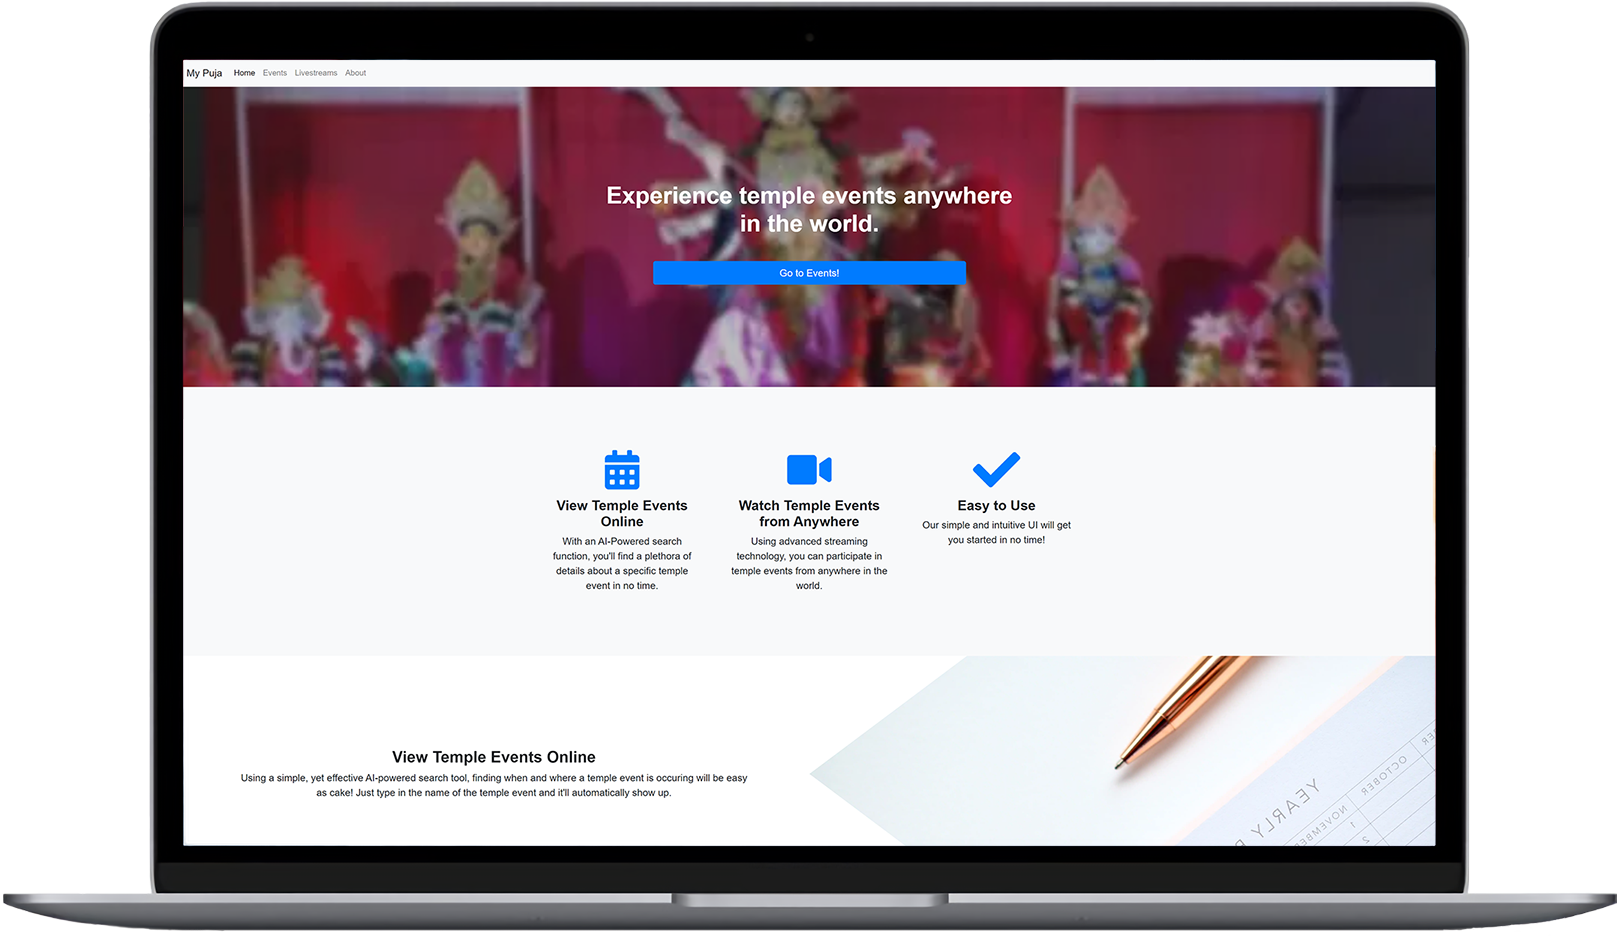 My Puja Home Events Livestreams About
Experience temple events anywhere
in the world.
Go to Events!
View Temple Events
Online
With an AI-Powered search
function, you'll find a plethora of
details about a specific temple
event in no time.
Watch Temple Events
from Anywhere
Using advanced streaming
technology, you can participate in
temple events from anywhere in the
world.
Easy to Use
Our simple and intuitive UI will get
you started in no time!
View Temple Events Online
Using a simple, yet effective AI-powered search tool, finding when and where a temple event is occuring will be easy
as cake! Just type in the name of the temple event and it'll automatically show up.
YEARLY
OCTOBER
NOVEMBER
1
2